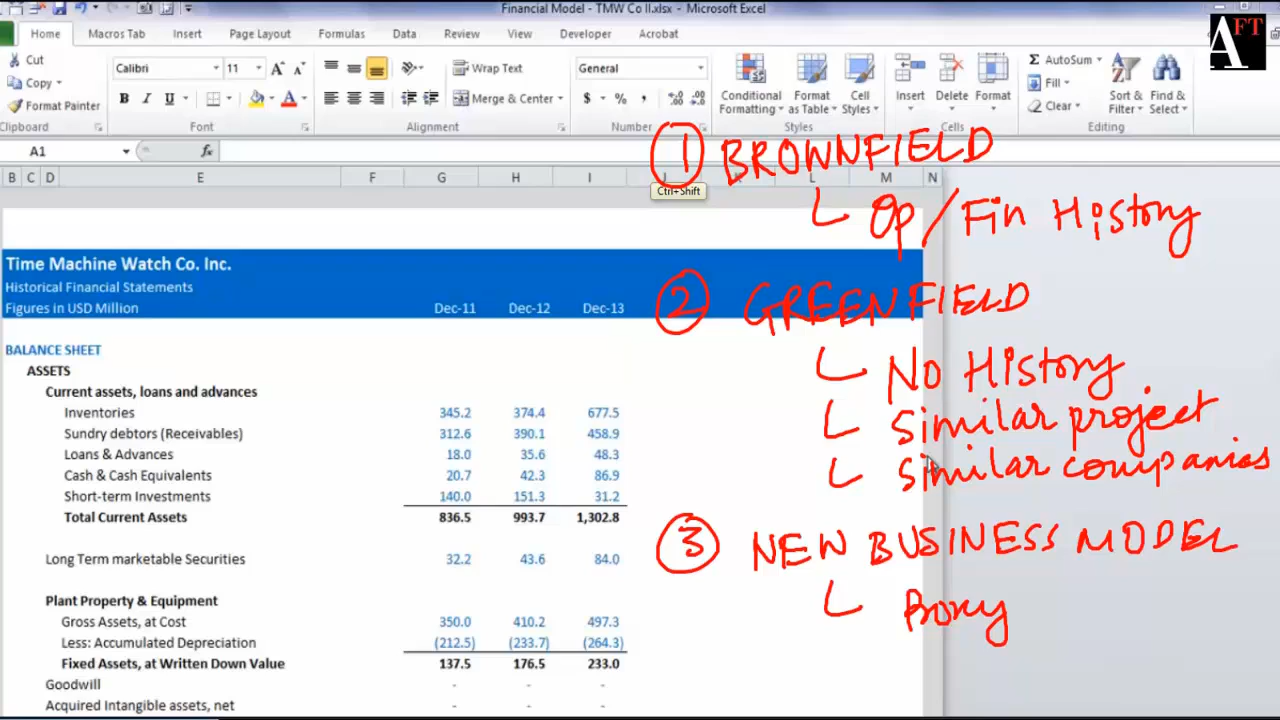 Financial Model - TMW Co II.xlsx - Microsoft Excel
Home Macros Tab Insert Page Layout Formulas Data Review View Developer Acrobat
AFT
Cut
Copy
Format Painter
Clipboard
Calibri 11
B I U
Font
Wrap Text
Merge & Center
Alignment
General
$ % ,
Number
Conditional Formatting
Format as Table
Cell Styles
Styles
Insert Delete Format
Cells
AutoSum
Fill
Clear
Sort & Filter
Find & Select
Editing
A1 fx
B C D E F G H I J K L M N
Ctrl+Shift
1 BROWNFIELD
Op/Fin History
2 GREENFIELD
No History
Similar project
Similar companies
3 NEW BUSINESS MODEL
Proxy
Time Machine Watch Co. Inc.
Historical Financial Statements
Figures in USD Million Dec-11 Dec-12 Dec-13
BALANCE SHEET
ASSETS
Current assets, loans and advances
Inventories 345.2 374.4 677.5
Sundry debtors (Receivables) 312.6 390.1 458.9
Loans & Advances 18.0 35.6 48.3
Cash & Cash Equivalents 20.7 42.3 86.9
Short-term Investments 140.0 151.3 31.2
Total Current Assets 836.5 993.7 1,302.8
Long Term marketable Securities 32.2 43.6 84.0
Plant Property & Equipment
Gross Assets, at Cost 350.0 410.2 497.3
Less: Accumulated Depreciation (212.5) (233.7) (264.3)
Fixed Assets, at Written Down Value 137.5 176.5 233.0
Goodwill - - -
Acquired Intangible assets, net - - -